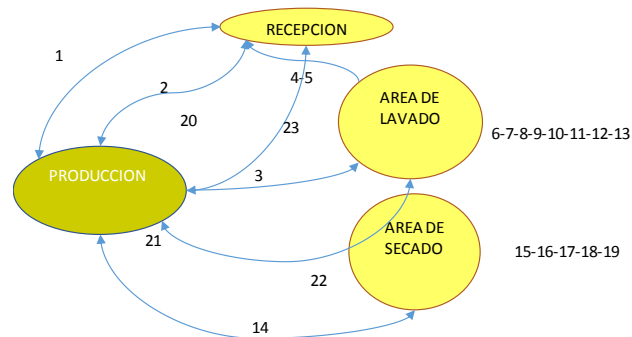 RECEPCION
1
4-5
2
AREA DE
LAVADO
20
23
6-7-8-9-10-11-12-13
PRODUCCION
3
21
AREA DE
SECADO
15-16-17-18-19
22
14